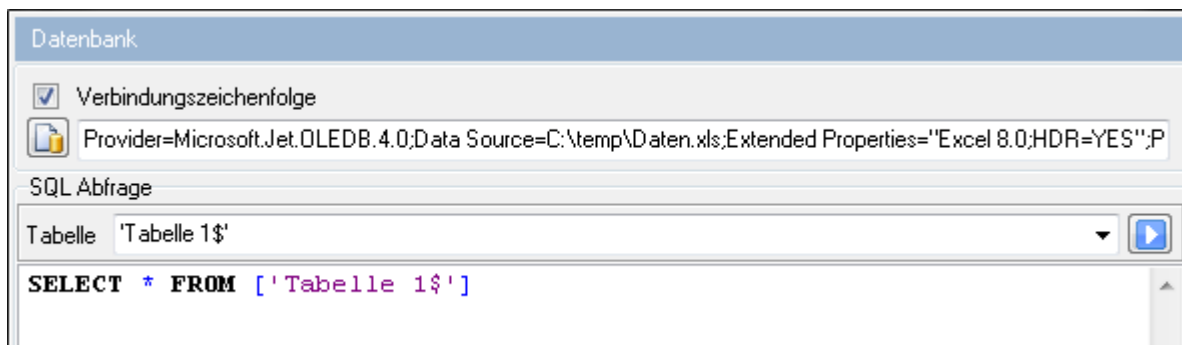 Datenbank
Verbindungszeichenfolge
Provider=Microsoft.Jet.OLEDB.4.0;Data Source=C:\temp\Daten.xls;Extended Properties="Excel 8.0;HDR=YES";P
SQL Abfrage
Tabelle 'Tabelle 1$'
SELECT * FROM ['Tabelle 1$']